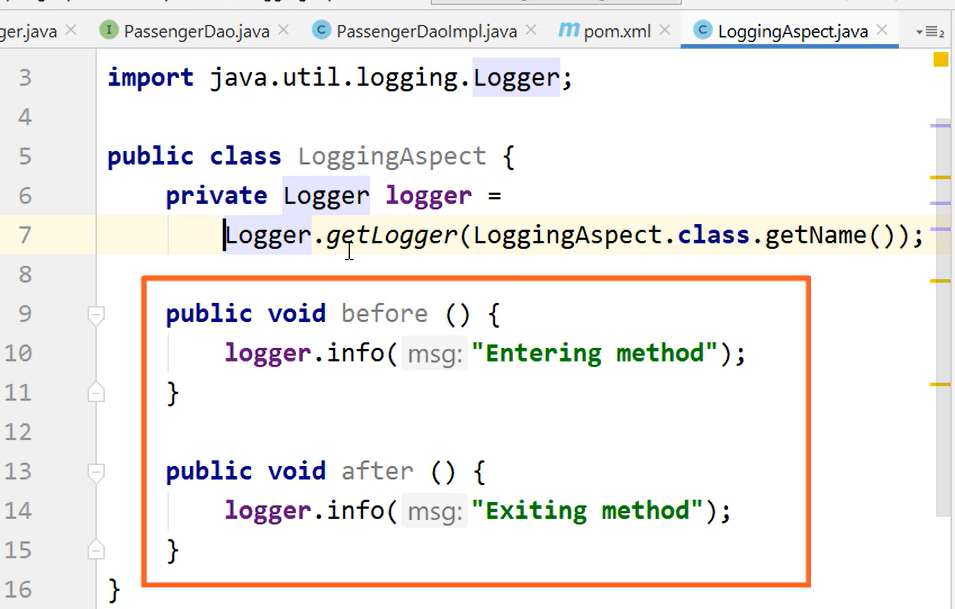 ger.java PassengerDao.java PassengerDaoImpl.java pom.xml LoggingAspect.java
3 import java.util.logging.Logger;
4
5 public class LoggingAspect {
6 private Logger logger =
7 Logger.getLogger(LoggingAspect.class.getName());
8
9 public void before () {
10 logger.info( msg: "Entering method");
11 }
12
13 public void after () {
14 logger.info( msg: "Exiting method");
15 }
16 }